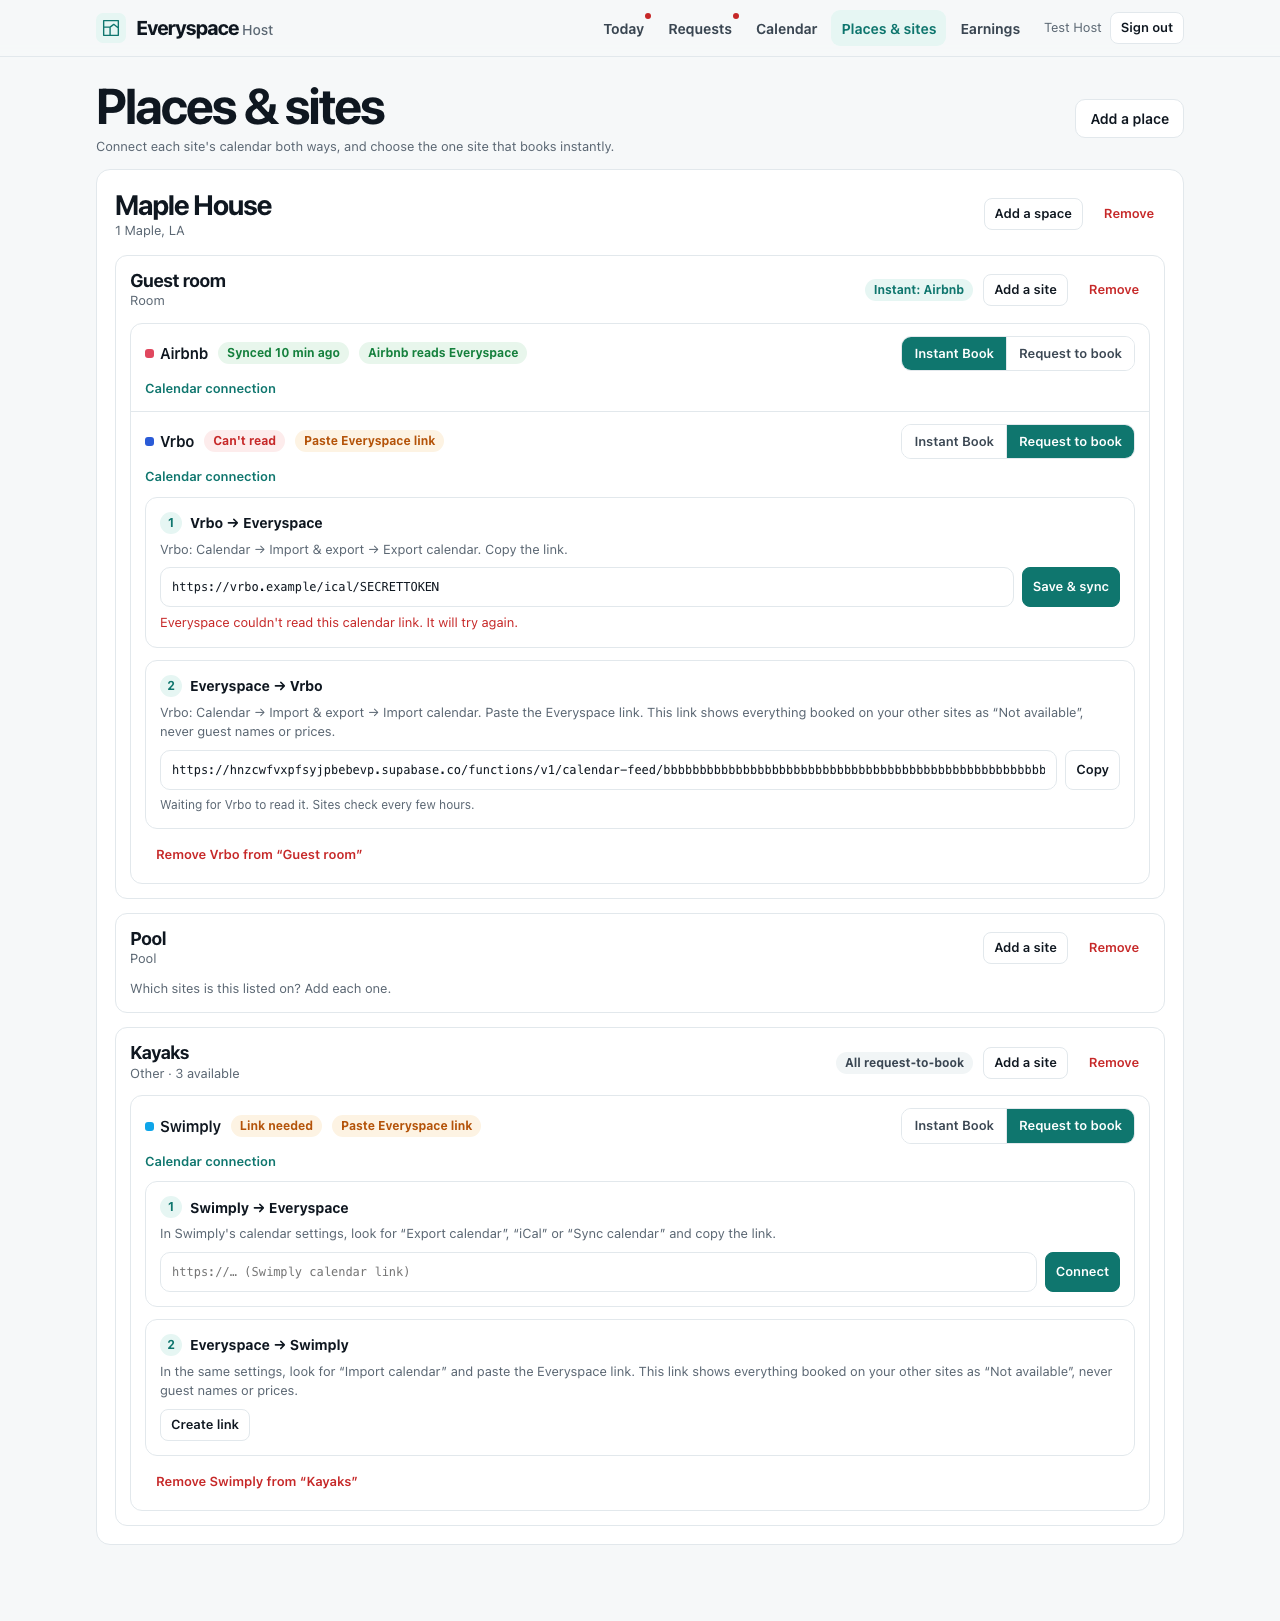 Everyspace Host
Today
Requests
Calendar
Places & sites
Earnings
Test Host
Sign out
Places & sites
Connect each site's calendar both ways, and choose the one site that books instantly.
Add a place
Maple House
1 Maple, LA
Add a space
Remove
Guest room
Room
Instant: Airbnb
Add a site
Remove
Airbnb
Synced 10 min ago
Airbnb reads Everyspace
Instant Book
Request to book
Calendar connection
Vrbo
Can't read
Paste Everyspace link
Instant Book
Request to book
Calendar connection
1 Vrbo → Everyspace
Vrbo: Calendar → Import & export → Export calendar. Copy the link.
https://vrbo.example/ical/SECRETTOKEN
Save & sync
Everyspace couldn't read this calendar link. It will try again.
2 Everyspace → Vrbo
Vrbo: Calendar → Import & export → Import calendar. Paste the Everyspace link. This link shows everything booked on your other sites as “Not available”,
never guest names or prices.
https://hnzcwfvxpfsyjpbebevp.supabase.co/functions/v1/calendar-feed/bbbbbbbbbbbbbbbbbbbbbbbbbbbbbbbbbbbbbbbbbbbbbbbbbbbbb
Copy
Waiting for Vrbo to read it. Sites check every few hours.
Remove Vrbo from “Guest room”
Pool
Pool
Add a site
Remove
Which sites is this listed on? Add each one.
Kayaks
Other · 3 available
All request-to-book
Add a site
Remove
Swimply
Link needed
Paste Everyspace link
Instant Book
Request to book
Calendar connection
1 Swimply → Everyspace
In Swimply's calendar settings, look for “Export calendar”, “iCal” or “Sync calendar” and copy the link.
https://… (Swimply calendar link)
Connect
2 Everyspace → Swimply
In the same settings, look for “Import calendar” and paste the Everyspace link. This link shows everything booked on your other sites as “Not available”, never
guest names or prices.
Create link
Remove Swimply from “Kayaks”